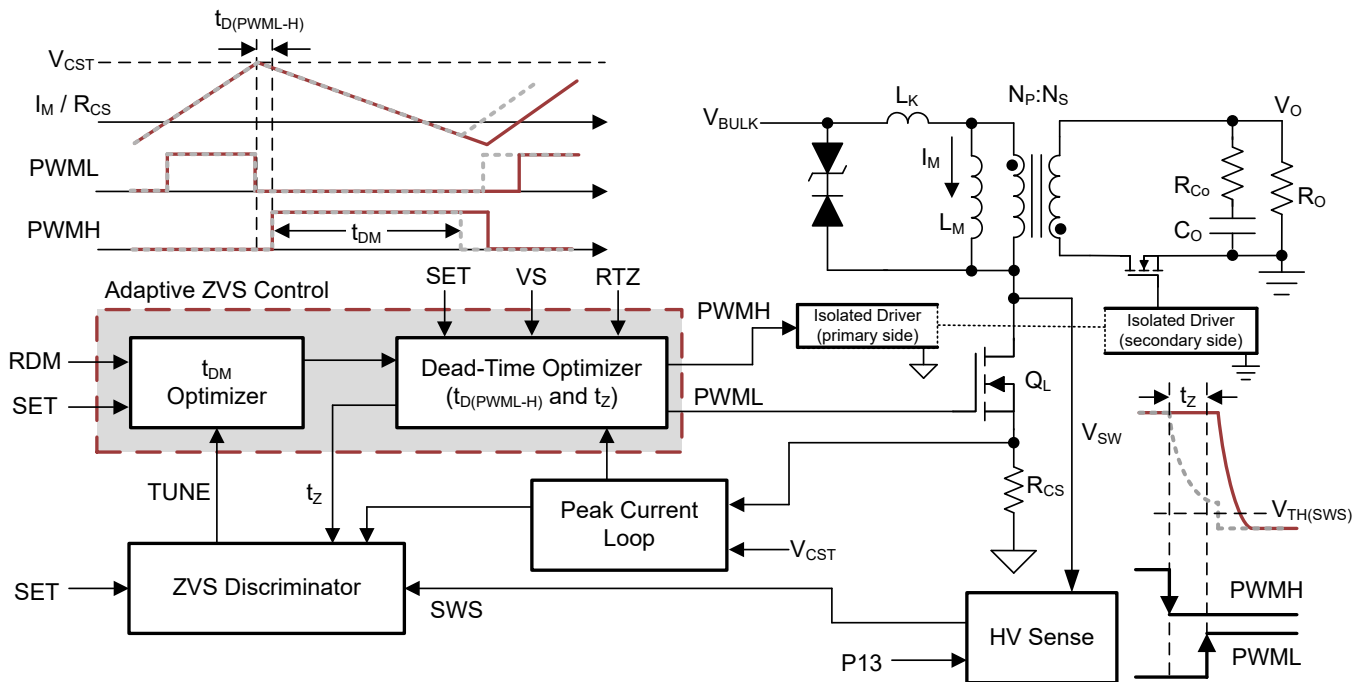 tD(PWML-H)
VCST
IM / RCS
PWML
PWMH
tDM
VBULK
LK
NP:NS
VO
IM
LM
RCo
CO
RO
Adaptive ZVS Control
SET
VS
RTZ
PWMH
Isolated Driver
(primary side)
Isolated Driver
(secondary side)
RDM
SET
tDM
Optimizer
Dead-Time Optimizer
(tD(PWML-H) and tZ)
PWML
QL
VSW
tZ
TUNE
tZ
Peak Current
Loop
RCS
VTH(SWS)
VCST
SET
ZVS Discriminator
SWS
HV Sense
P13
PWMH
PWML